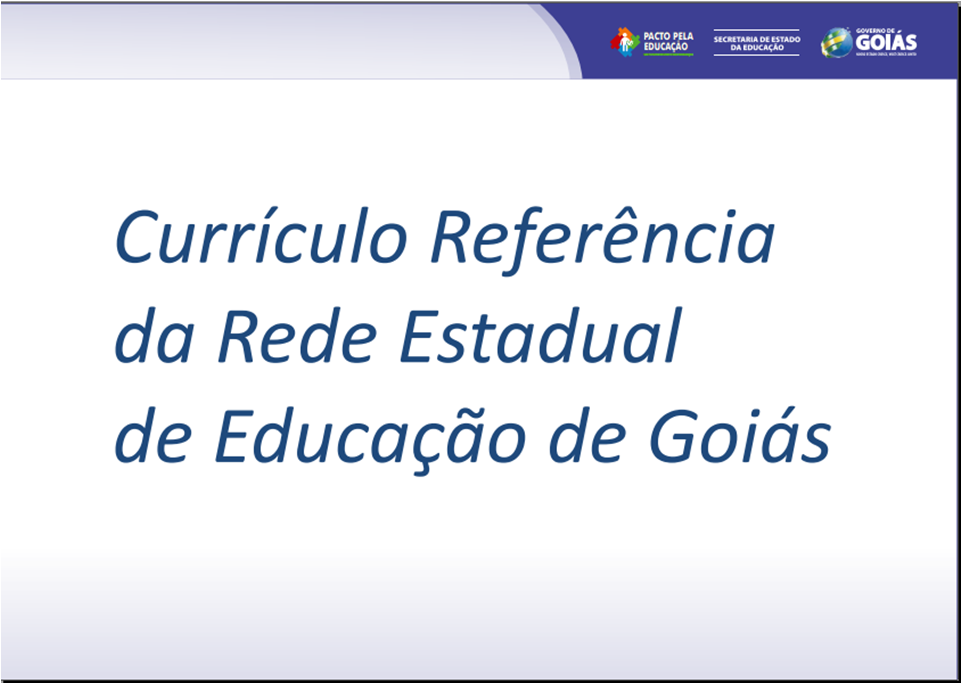 PACTO PELA
EDUCAÇÃO
SECRETARIA DE ESTADO
DA EDUCAÇÃO
GOVERNO DE
GOIÁS
Currículo Referência
da Rede Estadual
de Educação de Goiás